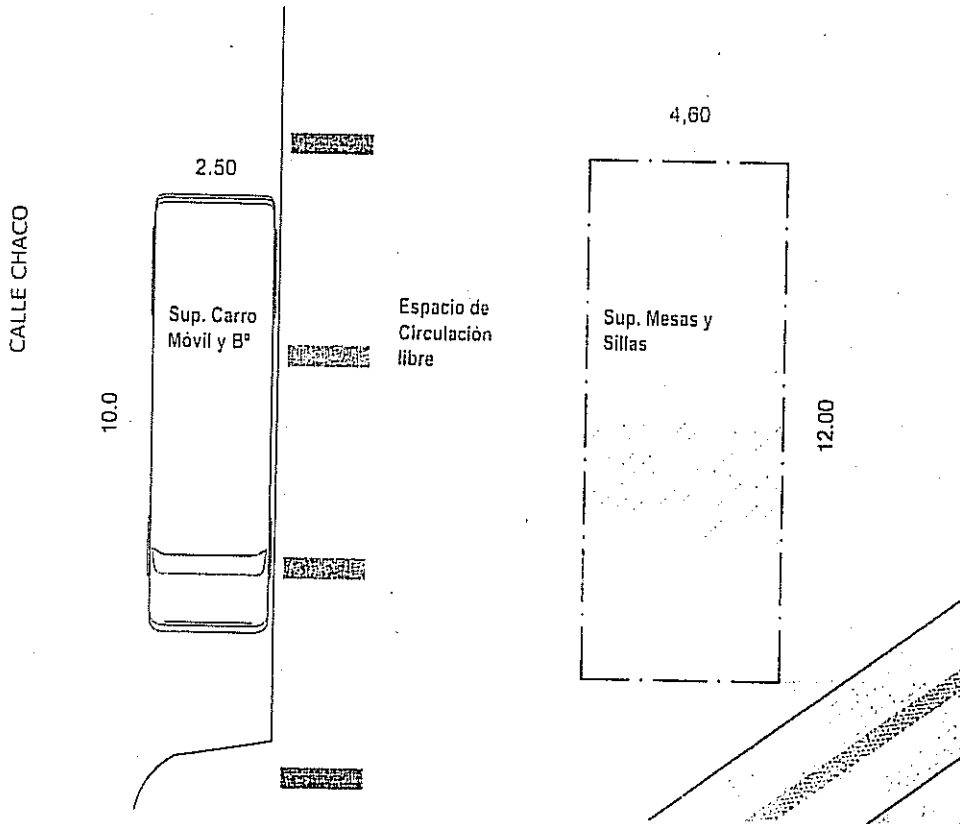 4,60
2.50
CALLE CHACO
Sup. Carro
Móvil y Bº
Espacio de
Circulación
libre
Sup. Mesas y
Sillas
10.0
12.00